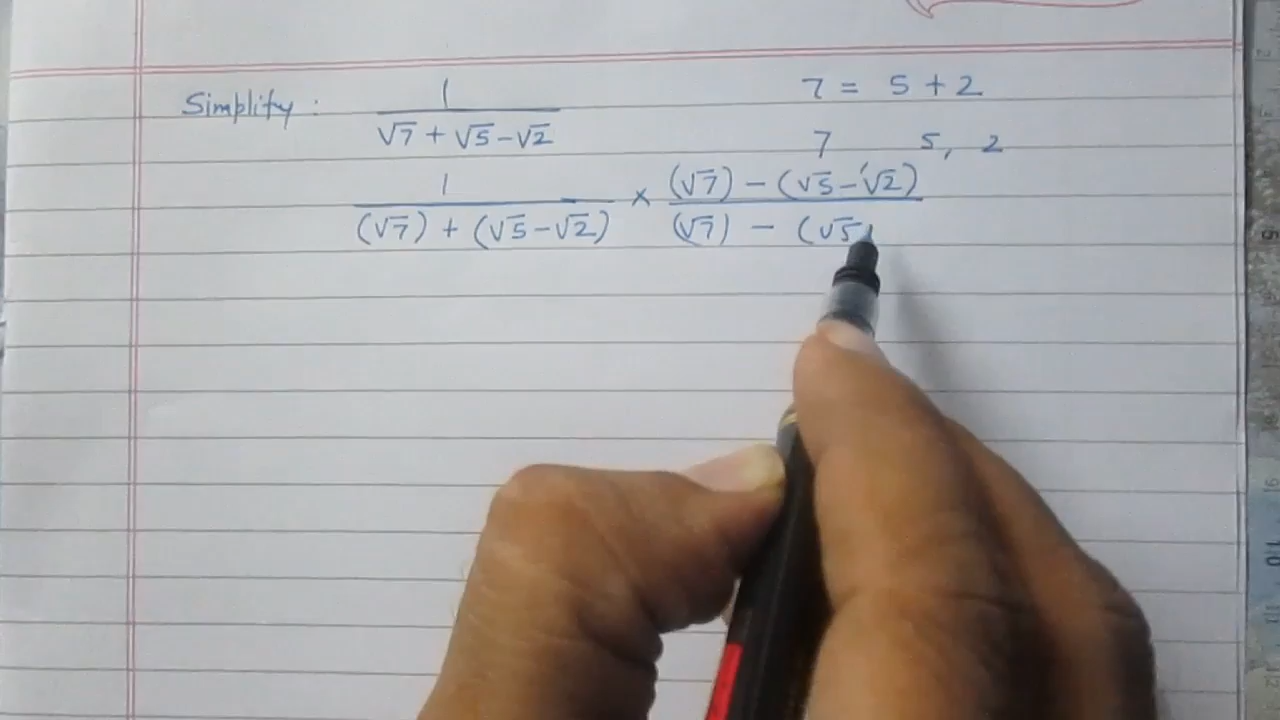 Simplify : 1 / √7 + √5 - √2    7 = 5 + 2
7    5, 2
1 / (√7) + (√5 - √2) × (√7) - (√5 - √2) / (√7) - (√5